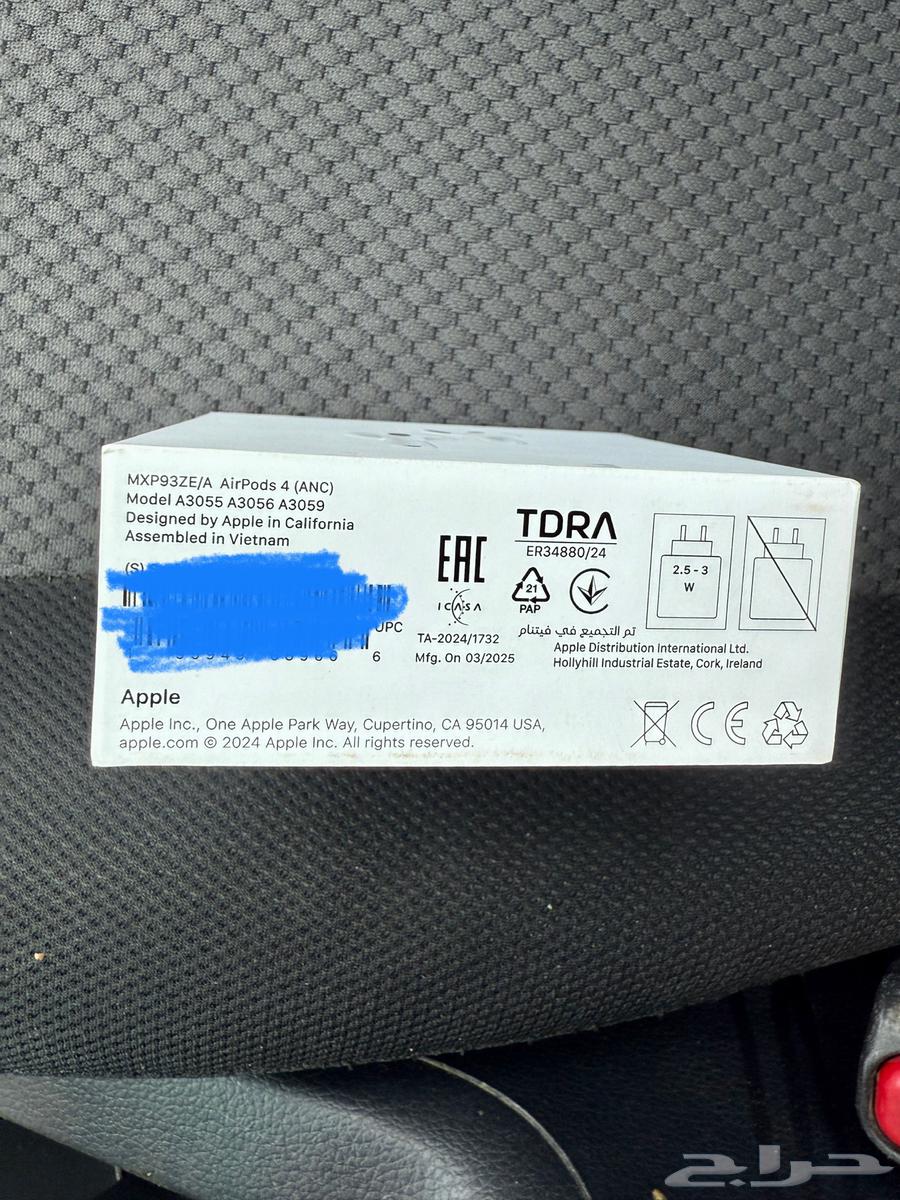 MXP93ZE/A AirPods 4 (ANC)
Model A3055 A3056 A3059
Designed by Apple in California
Assembled in Vietnam
(S)
UPC
6
EAC
ICASA
TA-2024/1732
Mfg. On 03/2025
TDRA
ER34880/24
21
PAP
تم التجميع في فيتنام
Apple Distribution International Ltd.
Hollyhill Industrial Estate, Cork, Ireland
2.5 - 3
W
Apple
Apple Inc., One Apple Park Way, Cupertino, CA 95014 USA,
apple.com © 2024 Apple Inc. All rights reserved.
CE
حراج